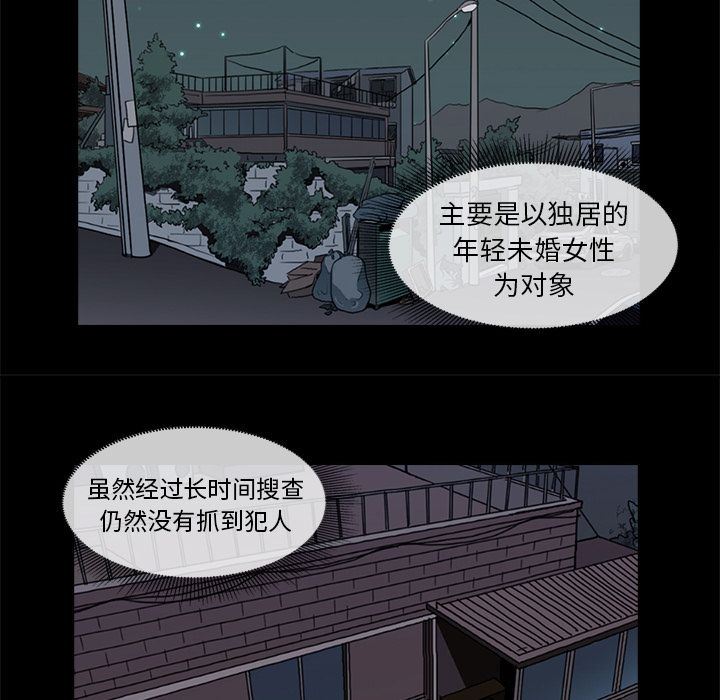 主要是以独居的
年轻未婚女性
为对象
虽然经过长时间搜查
仍然没有抓到犯人